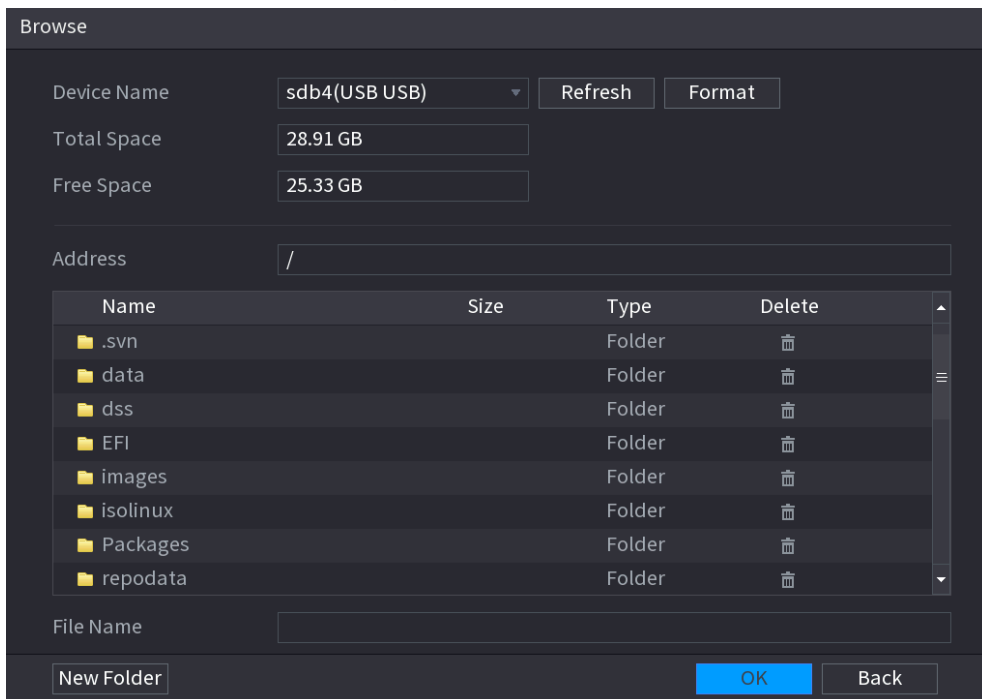 Browse
Device Name sdb4(USB USB) Refresh Format
Total Space 28.91 GB
Free Space 25.33 GB
Address /
Name Size Type Delete
.svn Folder
data Folder
dss Folder
EFI Folder
images Folder
isolinux Folder
Packages Folder
repodata Folder
File Name
New Folder OK Back